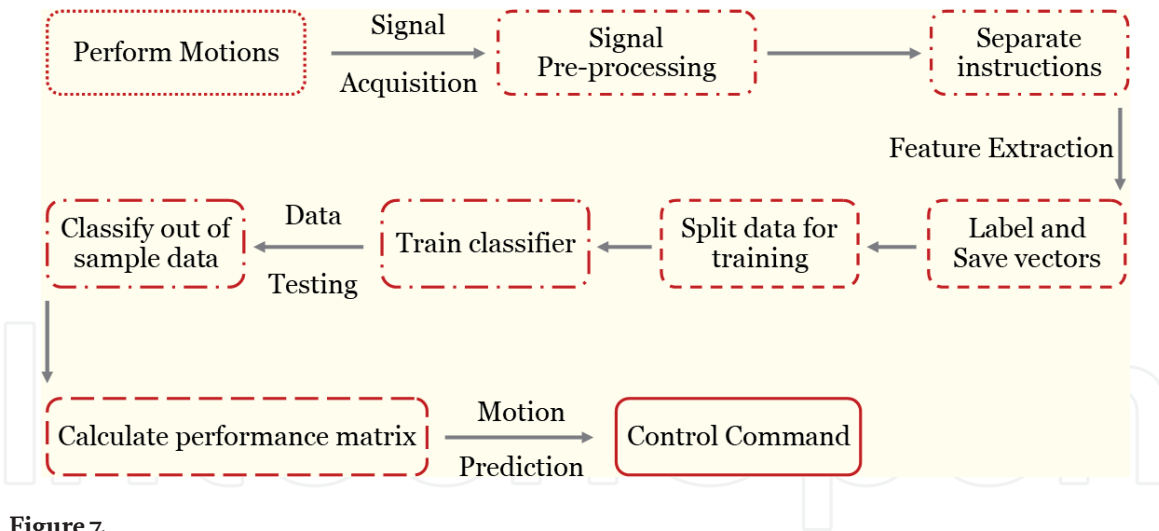 Perform Motions
Signal
Acquisition
Signal
Pre-processing
Separate
instructions
Feature Extraction
Label and
Save vectors
Split data for
training
Train classifier
Data
Testing
Classify out of
sample data
Calculate performance matrix
Motion
Prediction
Control Command
Figure 7.